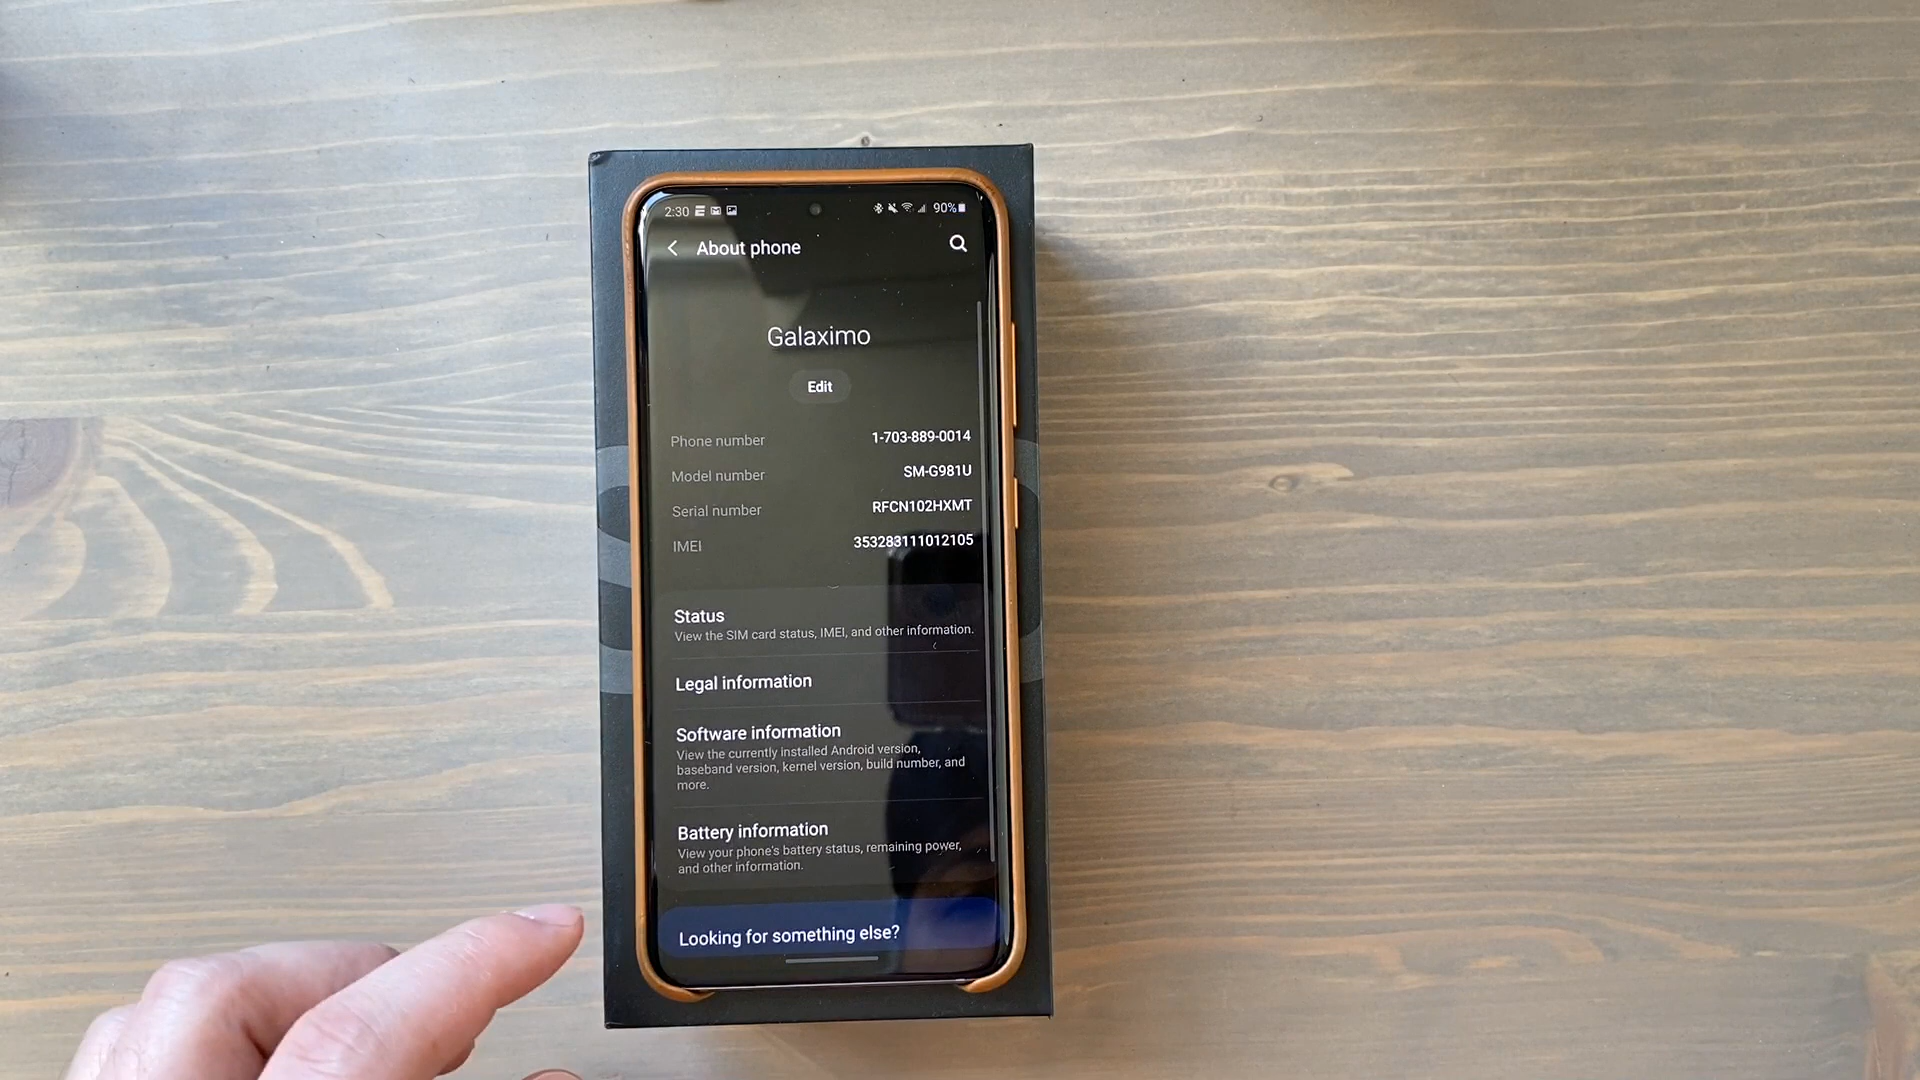 2:30 90%
About phone
Galaximo
Edit
Phone number 1-703-889-0014
Model number SM-G981U
Serial number RFCN102HXMT
IMEI 353283111012105
Status
View the SIM card status, IMEI, and other information.
Legal information
Software information
View the currently installed Android version,
baseband version, kernel version, build number, and
more.
Battery information
View your phone's battery status, remaining power,
and other information.
Looking for something else?